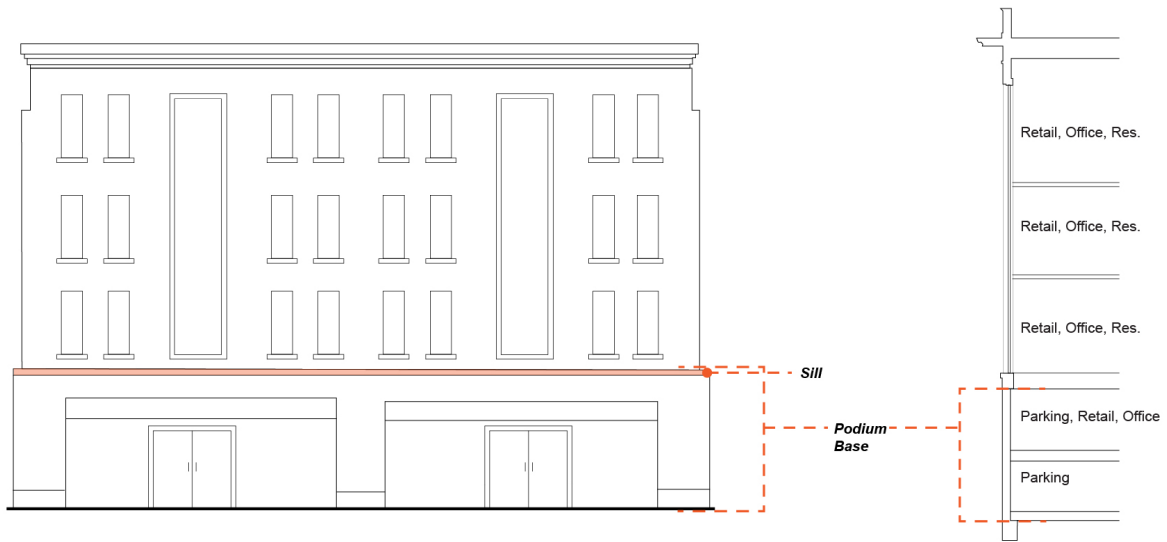 Retail, Office, Res.
Retail, Office, Res.
Retail, Office, Res.
Sill
Parking, Retail, Office
Podium
Base
Parking